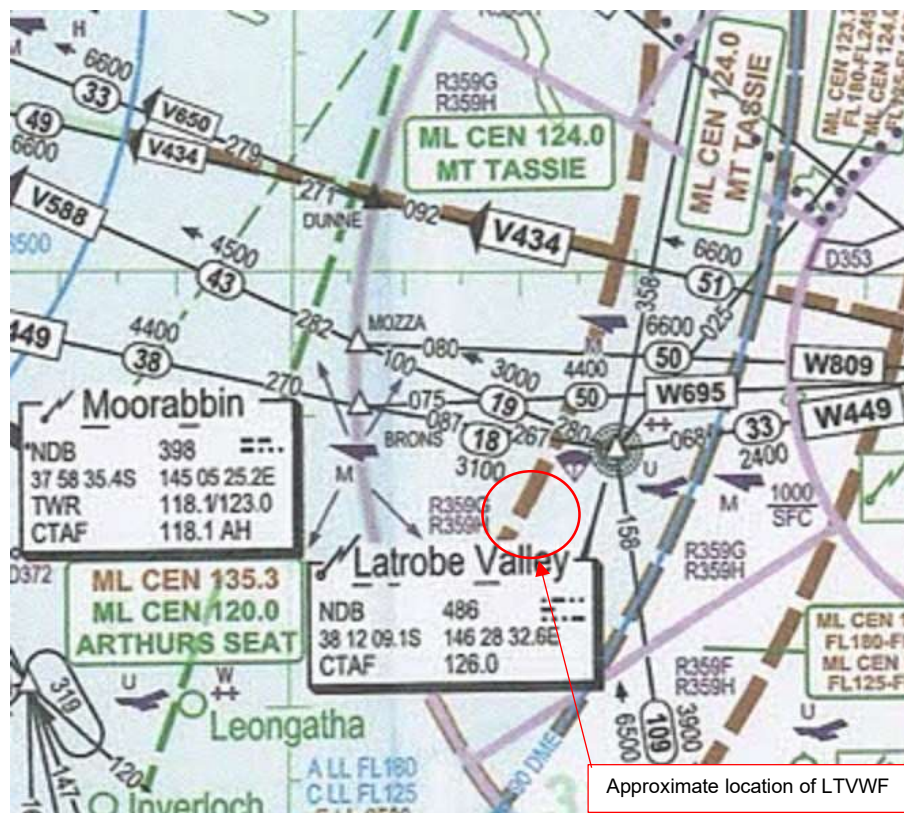 H
M
6600
33
49
6600
V650
V434
279
271
DUNNE
092
R359G
R359H
ML CEN 124.0
MT TASSIE
ML CEN 124.0
MT TASSIE
V434
6600
51
D353
358
025
V588
4500
43
282
MOZZA
080
100
3000
19
280
6600
M
4400
50
50
W809
W695
W449
449
4400
38
270
075
087
BRONS
18
267
3100
068
33
2400
U
M
1000
SFC
M
158
R359G
R359G
R359H
Moorabbin
NDB 398
37 58 35.4S 145 05 25.2E
TWR 118.1/123.0
CTAF 118.1 AH
D372
ML CEN 135.3
ML CEN 120.0
ARTHURS SEAT
Latrobe Valley
NDB 486
38 12 09.1S 146 28 32.6E
CTAF 126.0
R359F
R359H
U
W
319
120
147
Leongatha
Inverloch
A LL FL180
C LL FL125
90 DME
6500
109
3900
U
Approximate location of LTVWF